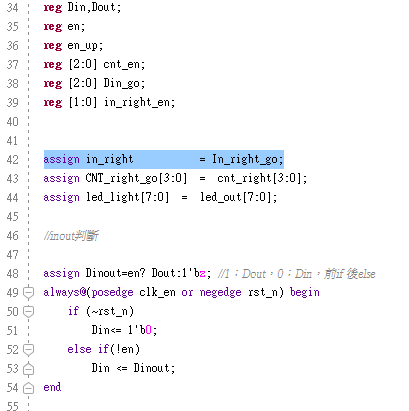 34 reg Din,Dout;
35 reg en;
36 reg en_up;
37 reg [2:0] cnt_en;
38 reg [2:0] Din_go;
39 reg [1:0] in_right_en;
40
41
42 assign in_right = In_right_go;
43 assign CNT_right_go[3:0] = cnt_right[3:0];
44 assign led_light[7:0] = led_out[7:0];
45
46 //inout判斷
47
48 assign Dinout=en? Dout:1'bz; //1：Dout，0：Din，前if 後else
49 always@(posedge clk_en or negedge rst_n) begin
50 if (~rst_n)
51 Din<= 1'b0;
52 else if(!en)
53 Din <= Dinout;
54 end
55